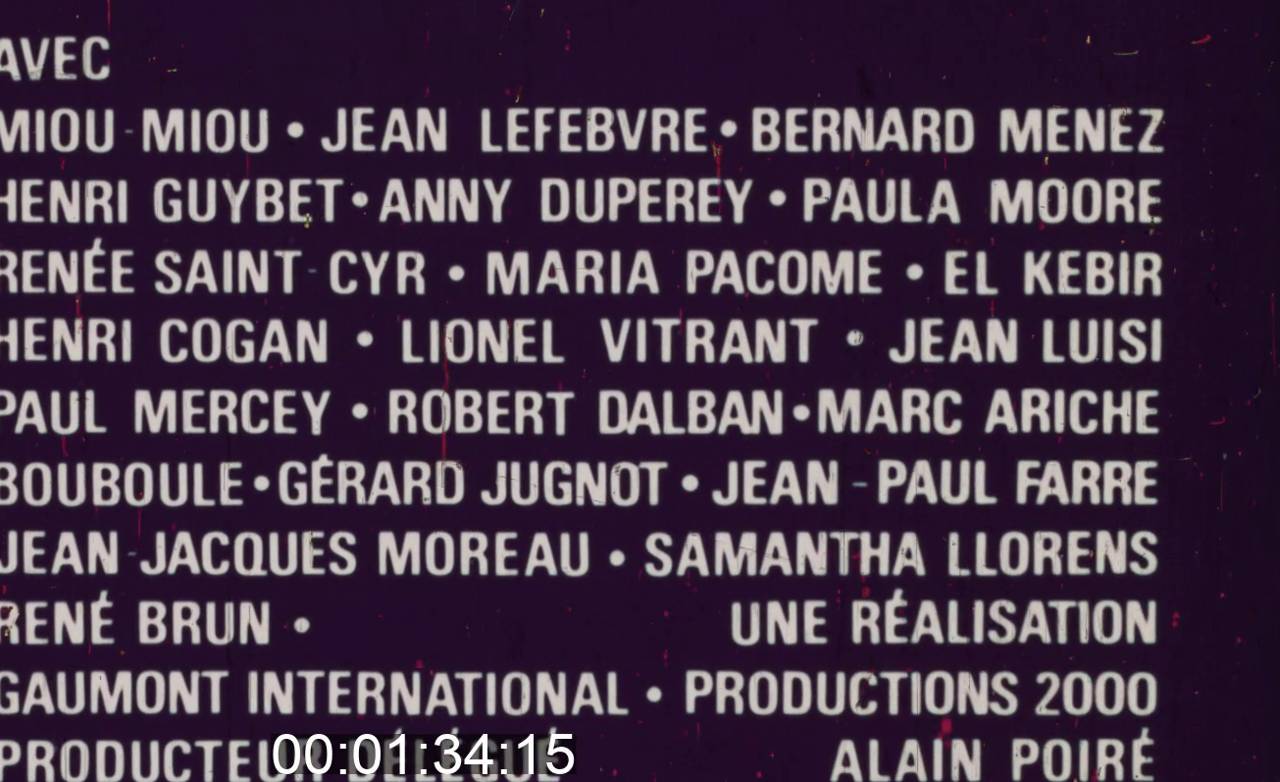 AVEC
MIOU-MIOU • JEAN LEFEBVRE • BERNARD MENEZ
HENRI GUYBET • ANNY DUPEREY • PAULA MOORE
RENÉE SAINT-CYR • MARIA PACOME • EL KEBIR
HENRI COGAN • LIONEL VITRANT • JEAN LUISI
PAUL MERCEY • ROBERT DALBAN • MARC ARICHE
BOUBOULE • GÉRARD JUGNOT • JEAN-PAUL FARRE
JEAN-JACQUES MOREAU • SAMANTHA LLORENS
RENÉ BRUN • UNE RÉALISATION
GAUMONT INTERNATIONAL • PRODUCTIONS 2000
PRODUCTEUR DÉLÉGUÉ ALAIN POIRÉ
00:01:34:15